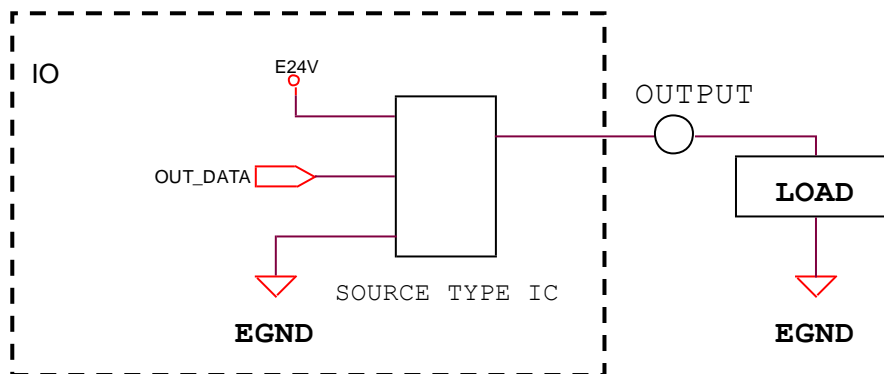 IO
E24V
OUTPUT
OUT_DATA
LOAD
SOURCE TYPE IC
EGND
EGND